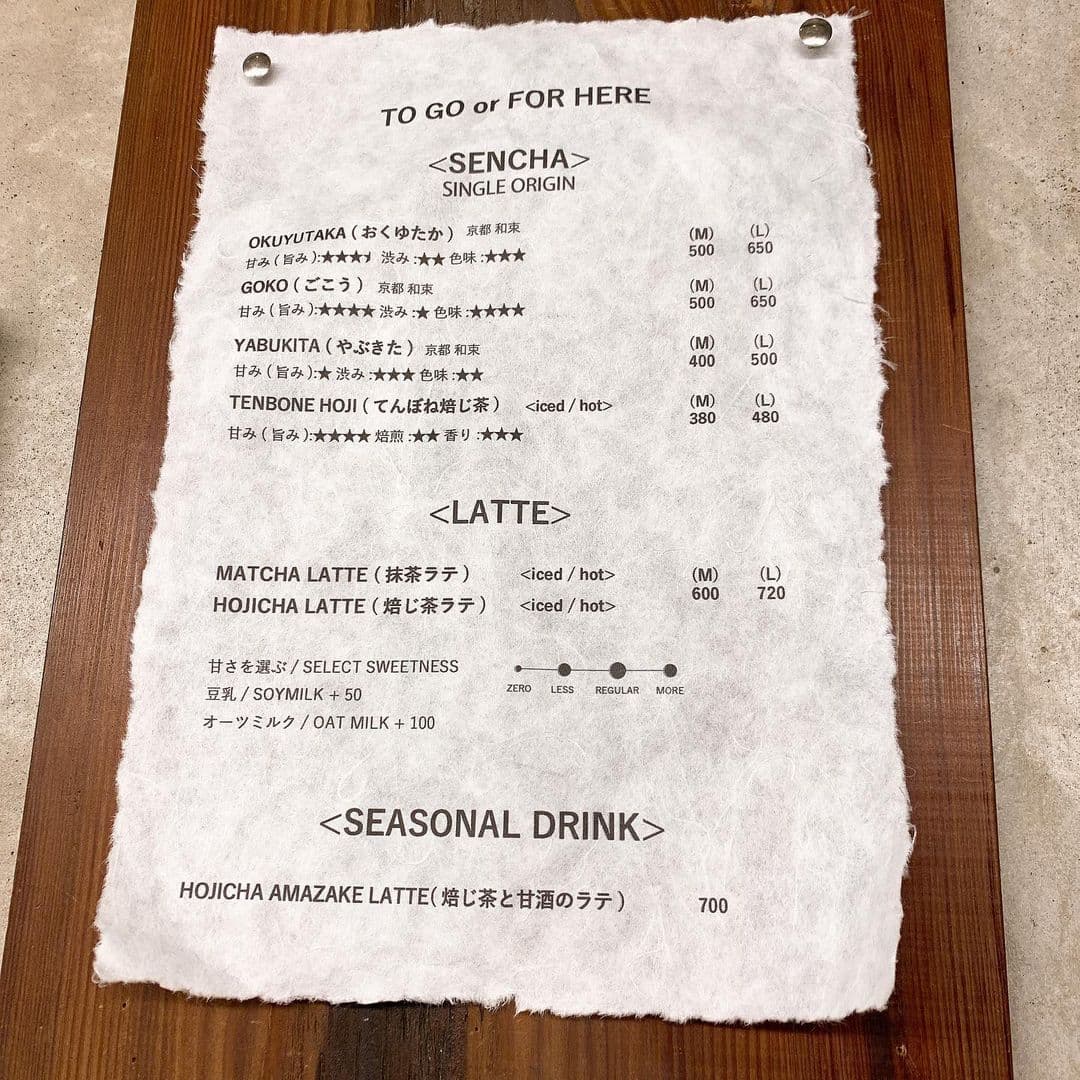 TO GO or FOR HERE
<SENCHA>
SINGLE ORIGIN
OKUYUTAKA ( おくゆたか ) 京都 和束 (M) (L)
甘み ( 旨み ):★★★⯨ 渋み :★★ 色味 :★★★ 500 650
GOKO ( ごこう ) 京都 和束 (M) (L)
甘み ( 旨み ):★★★★ 渋み :★ 色味 :★★★★ 500 650
YABUKITA ( やぶきた ) 京都 和束 (M) (L)
甘み ( 旨み ):★ 渋み :★★★ 色味 :★★ 400 500
TENBONE HOJI ( てんぼね焙じ茶 ) <iced / hot> (M) (L)
380 480
甘み ( 旨み ):★★★★ 焙煎 :★★ 香り :★★★
<LATTE>
MATCHA LATTE ( 抹茶ラテ ) <iced / hot> (M) (L)
600 720
HOJICHA LATTE ( 焙じ茶ラテ ) <iced / hot>
甘さを選ぶ / SELECT SWEETNESS
ZERO LESS REGULAR MORE
豆乳 / SOYMILK + 50
オーツミルク / OAT MILK + 100
<SEASONAL DRINK>
HOJICHA AMAZAKE LATTE( 焙じ茶と甘酒のラテ ) 700